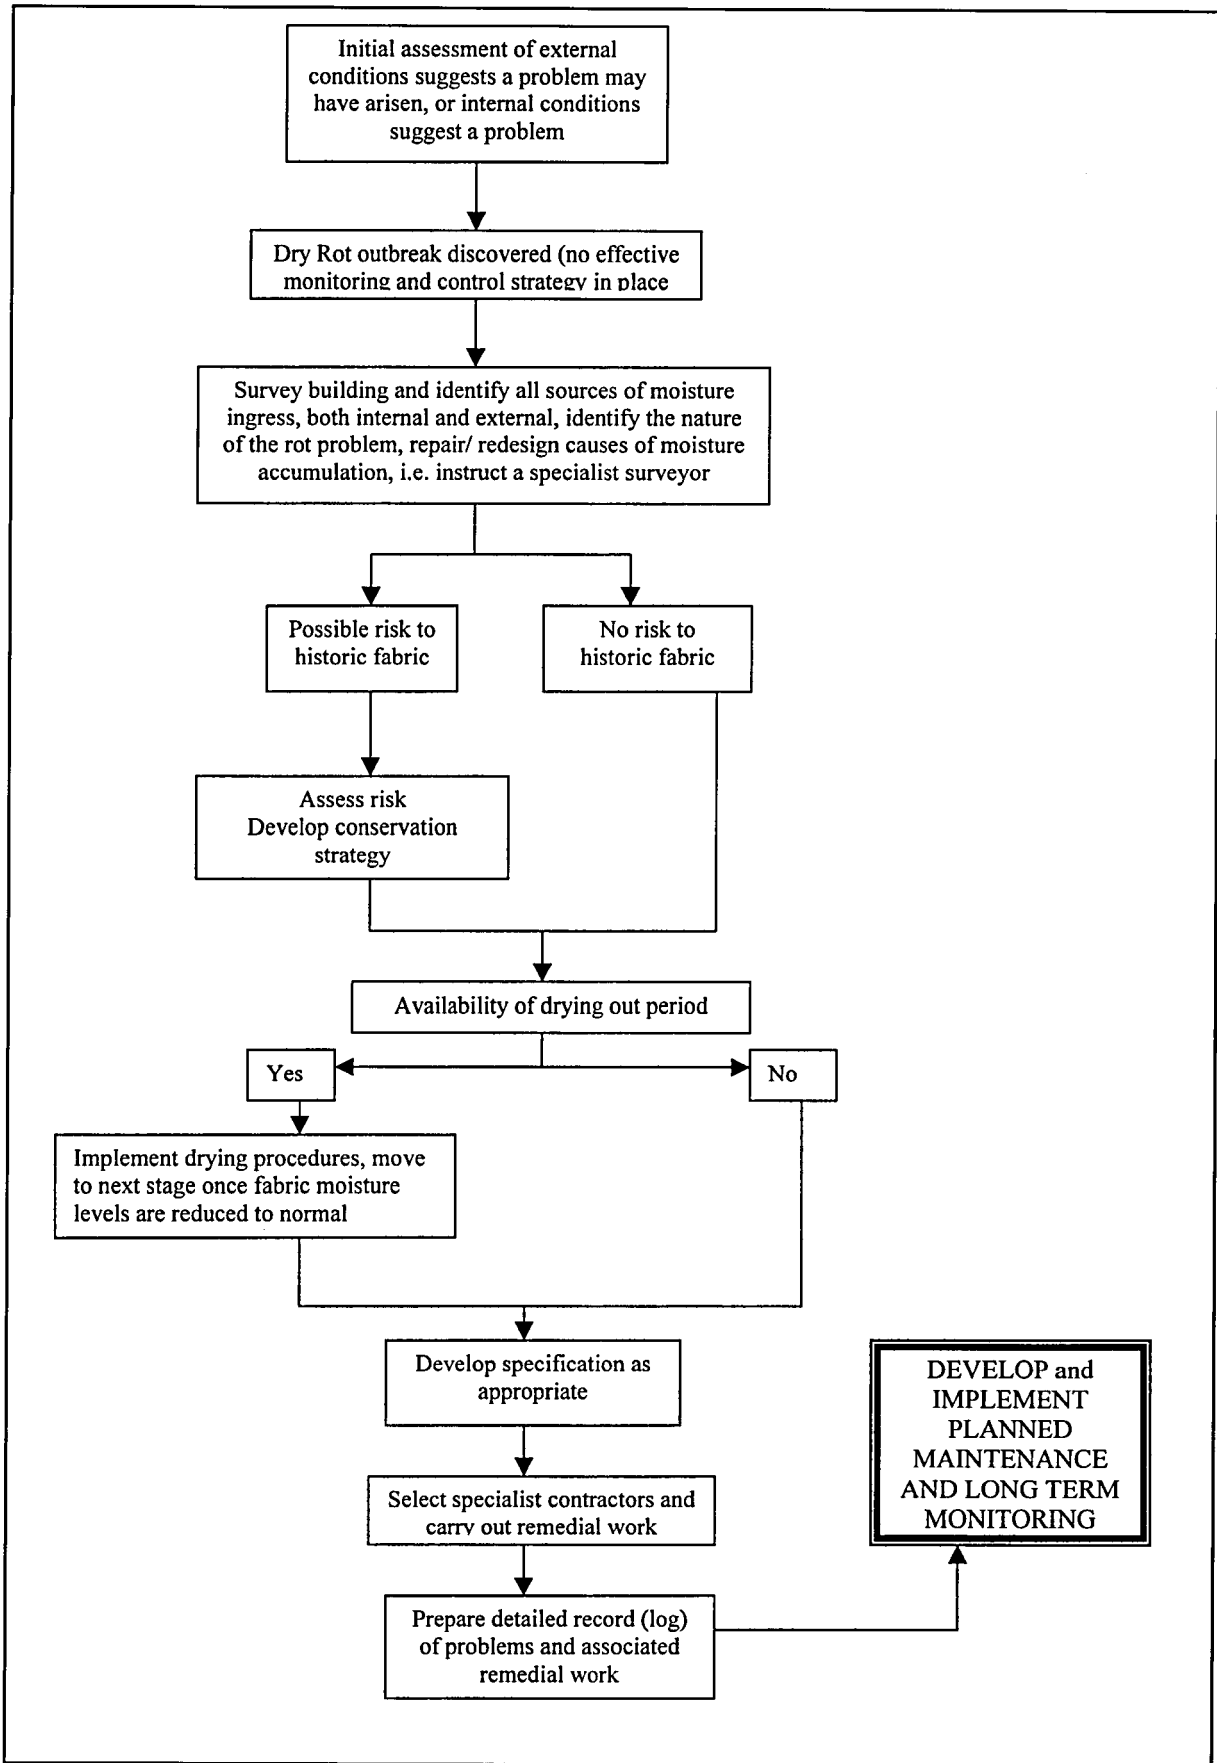 Initial assessment of external
conditions suggests a problem may
have arisen, or internal conditions
suggest a problem
Dry Rot outbreak discovered (no effective
monitoring and control strategy in place
Survey building and identify all sources of moisture
ingress, both internal and external, identify the nature
of the rot problem, repair/ redesign causes of moisture
accumulation, i.e. instruct a specialist surveyor
Possible risk to
historic fabric
No risk to
historic fabric
Assess risk
Develop conservation
strategy
Availability of drying out period
Yes
No
Implement drying procedures, move
to next stage once fabric moisture
levels are reduced to normal
Develop specification as
appropriate
Select specialist contractors and
carry out remedial work
Prepare detailed record (log)
of problems and associated
remedial work
DEVELOP and
IMPLEMENT
PLANNED
MAINTENANCE
AND LONG TERM
MONITORING